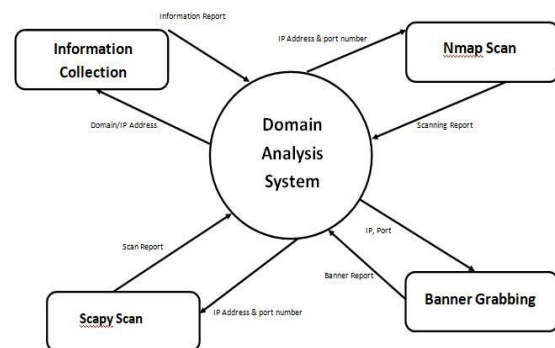 Information Report
Information
Collection
Domain/IP Address
IP Address & port number
Nmap Scan
Scanning Report
Domain
Analysis
System
Scan Report
Scapy Scan
IP Address & port number
IP, Port
Banner Report
Banner Grabbing